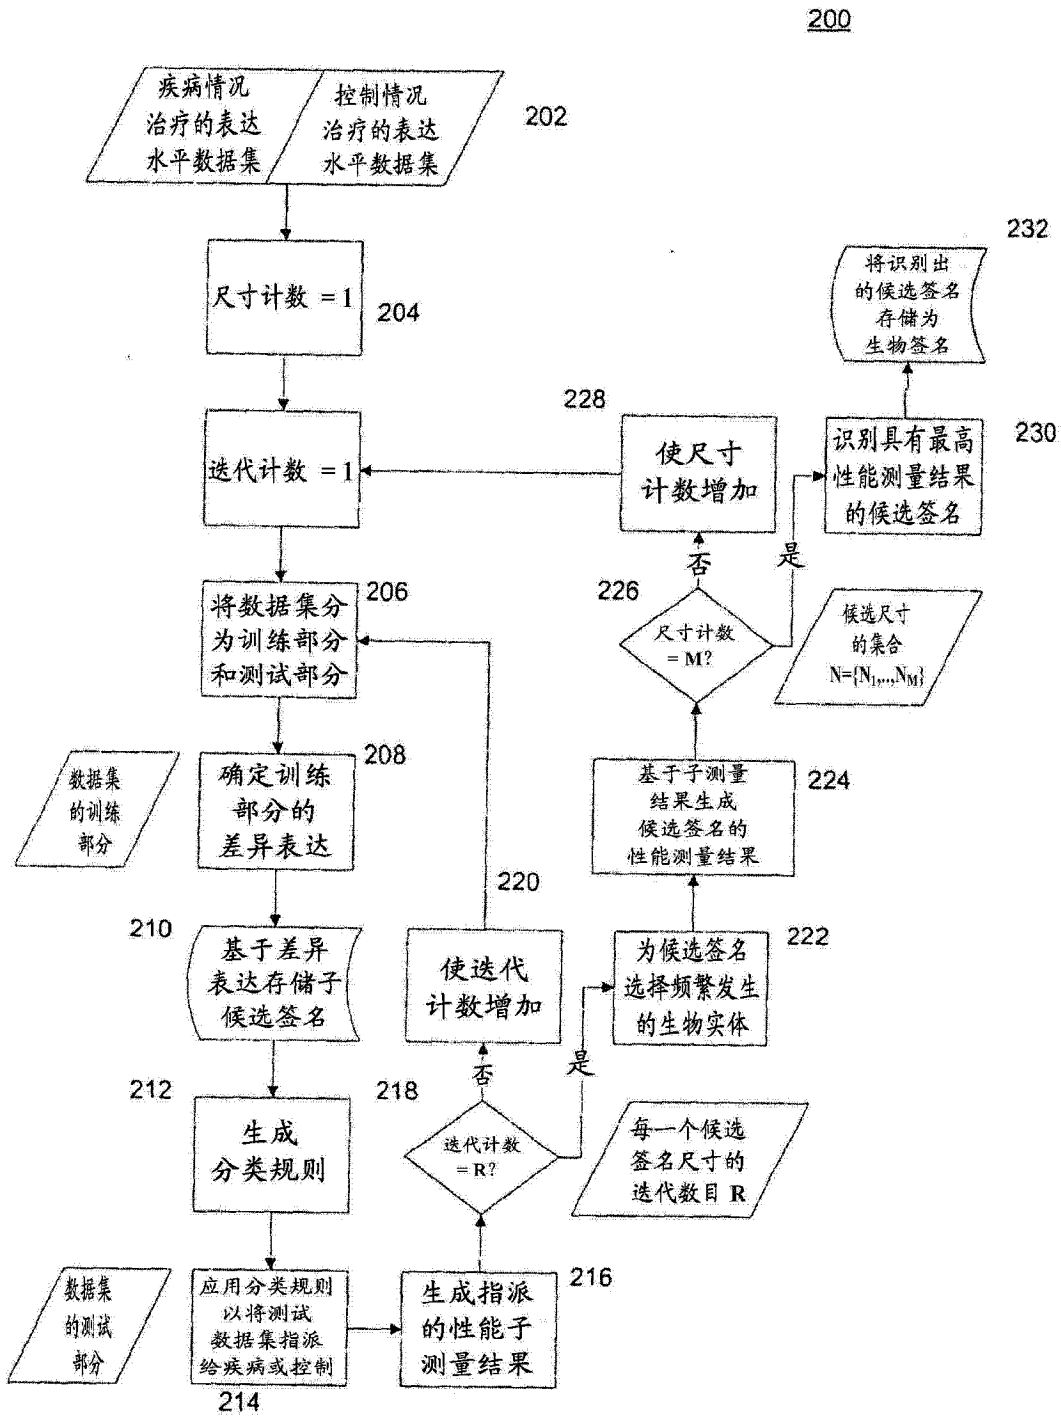 200
疾病情况
治疗的表达
水平数据集
控制情况
治疗的表达
水平数据集
202
尺寸计数 = 1
204
迭代计数 = 1
将数据集分
为训练部分
和测试部分
206
数据集
的训练
部分
确定训练
部分的
差异表达
208
210
基于差异
表达存储子
候选签名
212
生成
分类规则
数据集
的测试
部分
应用分类规则
以将测试
数据集指派
给疾病或控制
214
生成指派
的性能子
测量结果
216
218
迭代计数
= R?
否
是
每一个候选
签名尺寸的
迭代数目 R
220
使迭代
计数增加
为候选签名
选择频繁发生
的生物实体
222
基于子测量
结果生成
候选签名的
性能测量结果
224
226
尺寸计数
= M?
否
是
候选尺寸
的集合
N={N1,..,NM}
228
使尺寸
计数增加
识别具有最高
性能测量结果
的候选签名
230
将识别出
的候选签名
存储为
生物签名
232